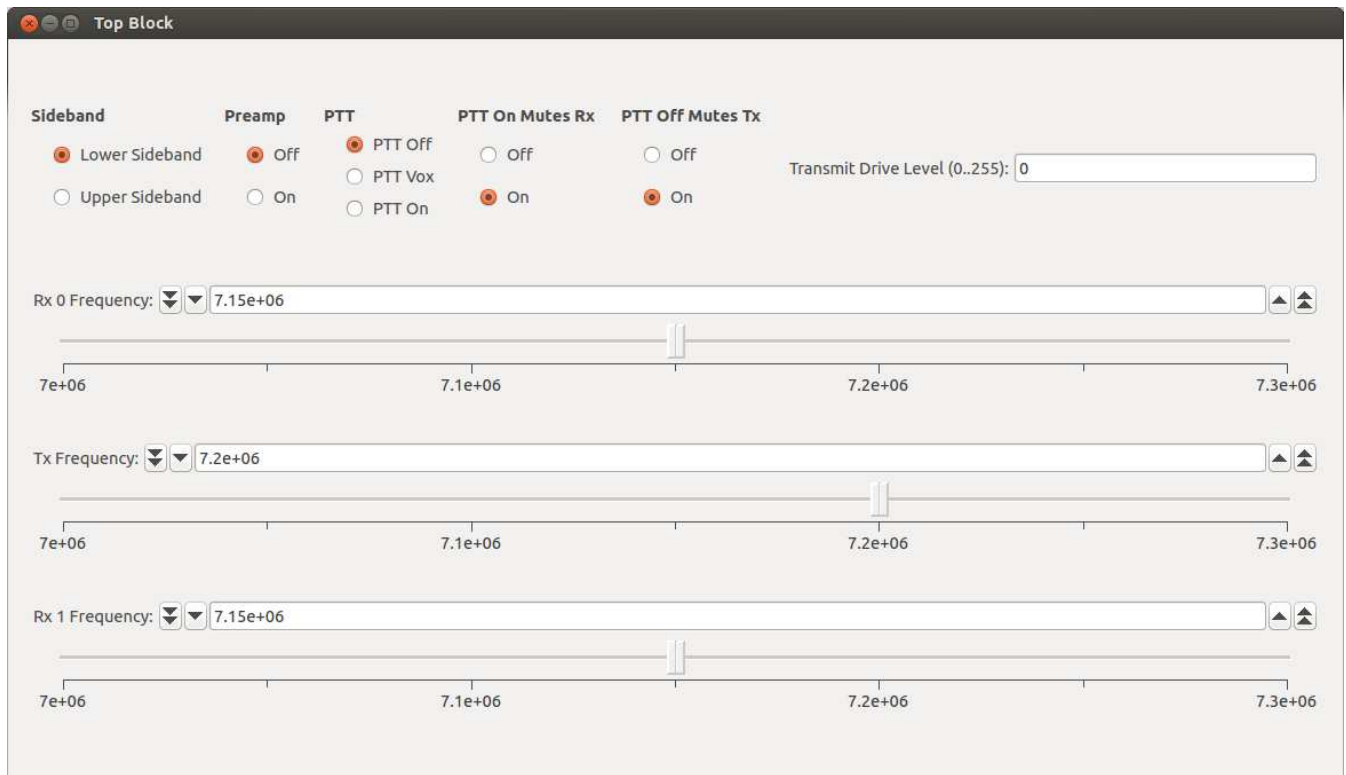 Top Block
Sideband Preamp PTT PTT On Mutes Rx PTT Off Mutes Tx
Lower Sideband Off PTT Off Off Off
PTT Vox
Upper Sideband On PTT On On On
Transmit Drive Level (0..255): 0
Rx 0 Frequency: 7.15e+06
7e+06 7.1e+06 7.2e+06 7.3e+06
Tx Frequency: 7.2e+06
7e+06 7.1e+06 7.2e+06 7.3e+06
Rx 1 Frequency: 7.15e+06
7e+06 7.1e+06 7.2e+06 7.3e+06